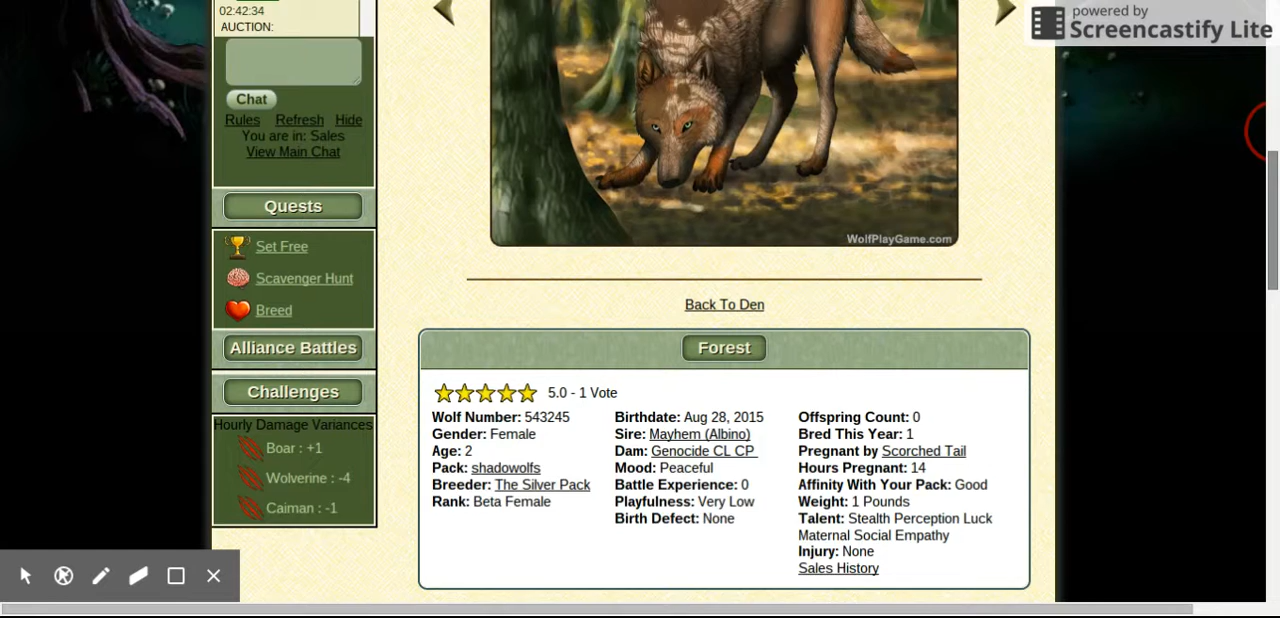 02:42:34
AUCTION:
Chat
Rules Refresh Hide
You are in: Sales
View Main Chat
Quests
Set Free
Scavenger Hunt
Breed
Alliance Battles
Challenges
Hourly Damage Variances
Boar : +1
Wolverine : -4
Caiman : -1
powered by
Screencastify Lite
WolfPlayGame.com
Back To Den
Forest
5.0 - 1 Vote
Wolf Number: 543245
Gender: Female
Age: 2
Pack: shadowolfs
Breeder: The Silver Pack
Rank: Beta Female
Birthdate: Aug 28, 2015
Sire: Mayhem (Albino)
Dam: Genocide CL CP
Mood: Peaceful
Battle Experience: 0
Playfulness: Very Low
Birth Defect: None
Offspring Count: 0
Bred This Year: 1
Pregnant by Scorched Tail
Hours Pregnant: 14
Affinity With Your Pack: Good
Weight: 1 Pounds
Talent: Stealth Perception Luck
Maternal Social Empathy
Injury: None
Sales History